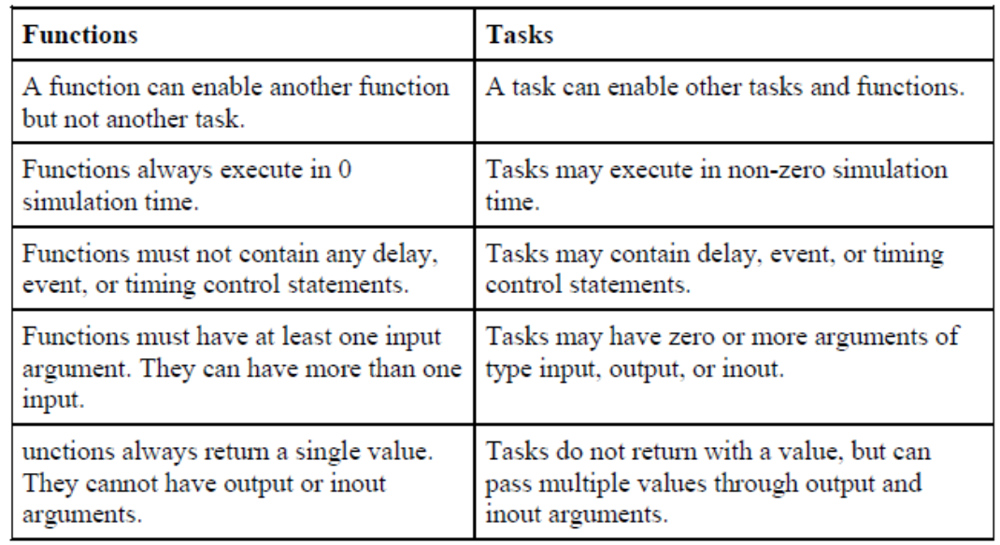 Functions
Tasks
A function can enable another function
but not another task.
A task can enable other tasks and functions.
Functions always execute in 0
simulation time.
Tasks may execute in non-zero simulation
time.
Functions must not contain any delay,
event, or timing control statements.
Tasks may contain delay, event, or timing
control statements.
Functions must have at least one input
argument. They can have more than one
input.
Tasks may have zero or more arguments of
type input, output, or inout.
unctions always return a single value.
They cannot have output or inout
arguments.
Tasks do not return with a value, but can
pass multiple values through output and
inout arguments.